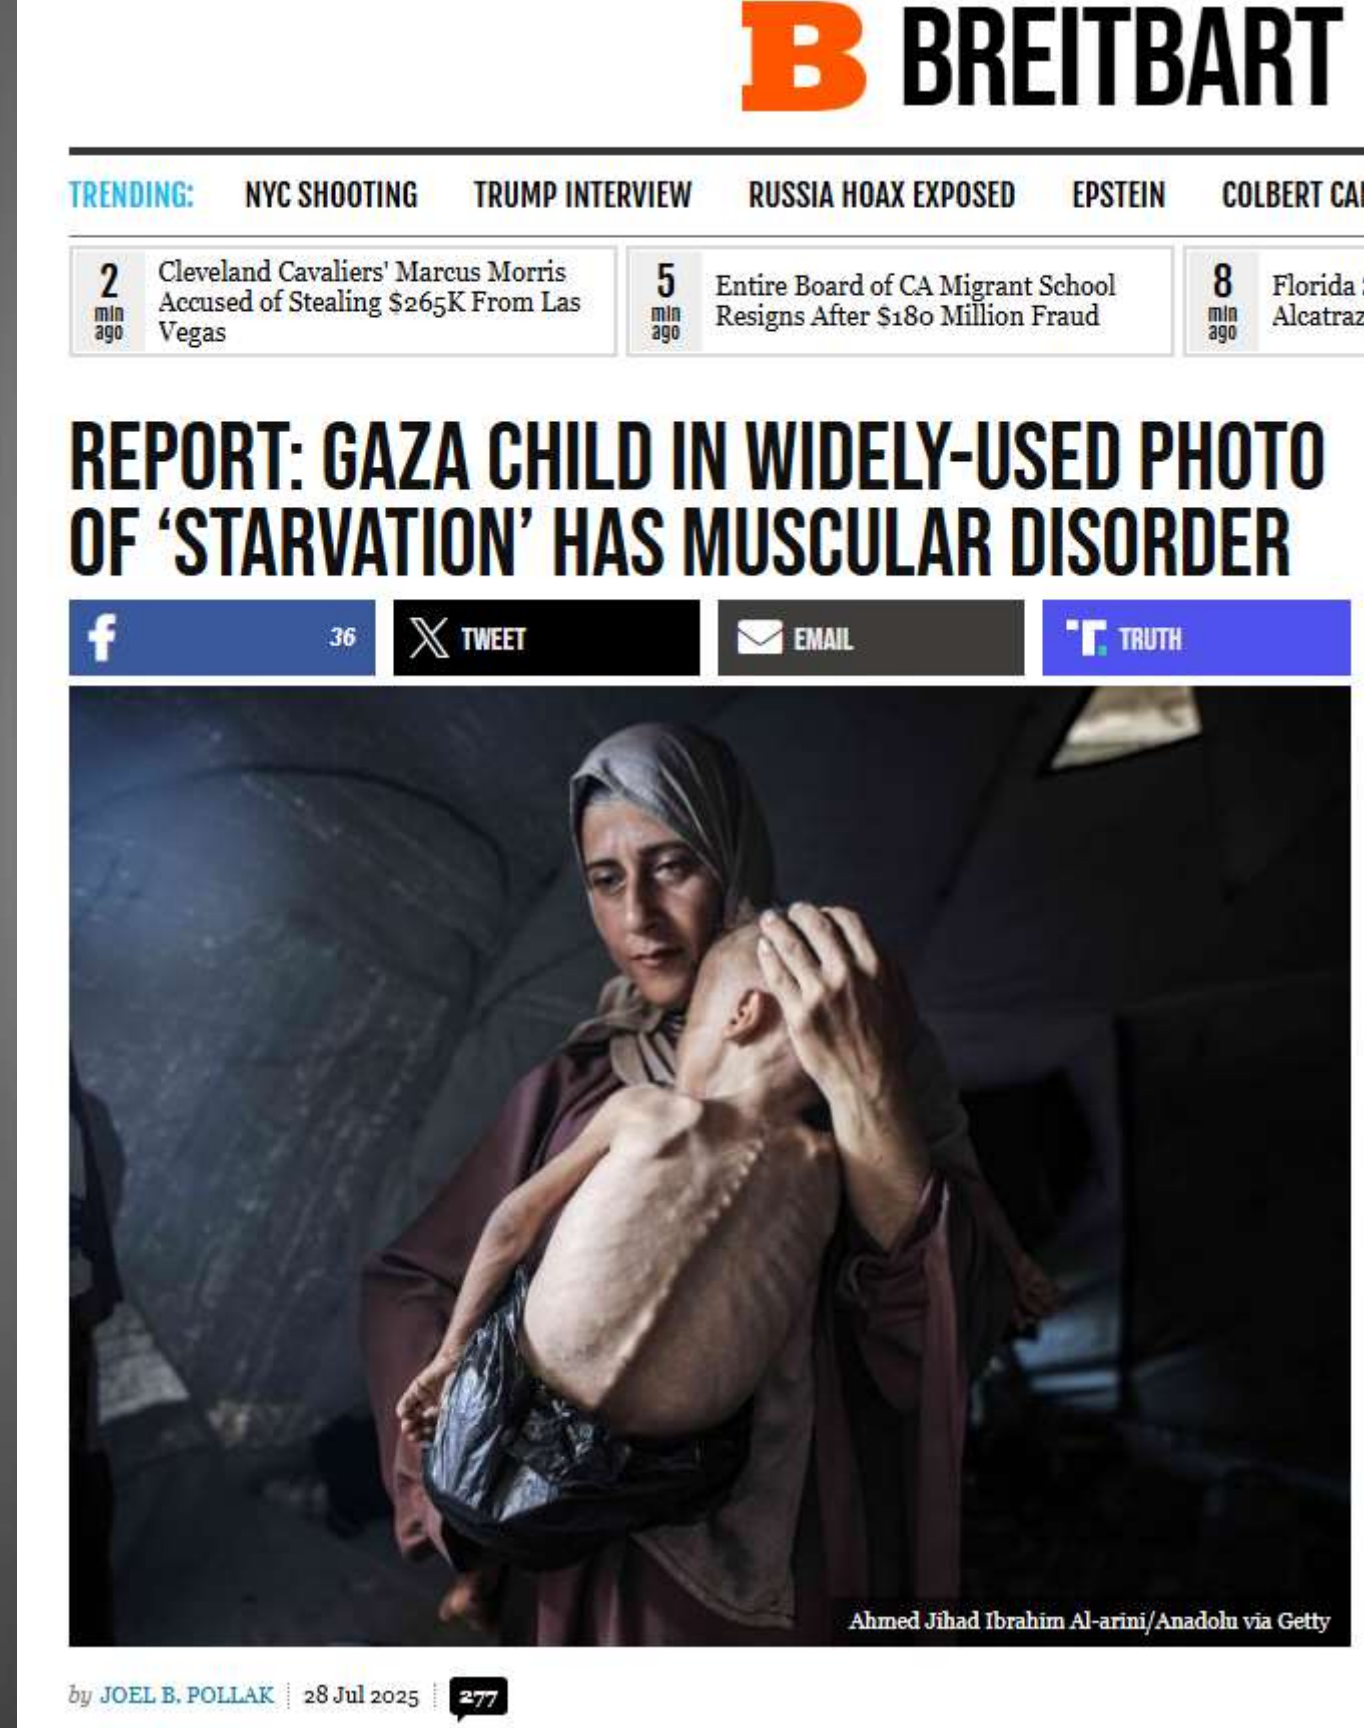 B BREITBART
TRENDING: NYC SHOOTING TRUMP INTERVIEW RUSSIA HOAX EXPOSED EPSTEIN COLBERT
2 min ago
Cleveland Cavaliers' Marcus Morris
Accused of Stealing $265K From Las
Vegas
5 min ago
Entire Board of CA Migrant School
Resigns After $180 Million Fraud
8 min ago
Florida
Alcatraz
REPORT: GAZA CHILD IN WIDELY-USED PHOTO
OF ‘STARVATION’ HAS MUSCULAR DISORDER
f 36 X TWEET EMAIL T. TRUTH
Ahmed Jihad Ibrahim Al-arini/Anadolu via Getty
by JOEL B. POLLAK 28 Jul 2025 277